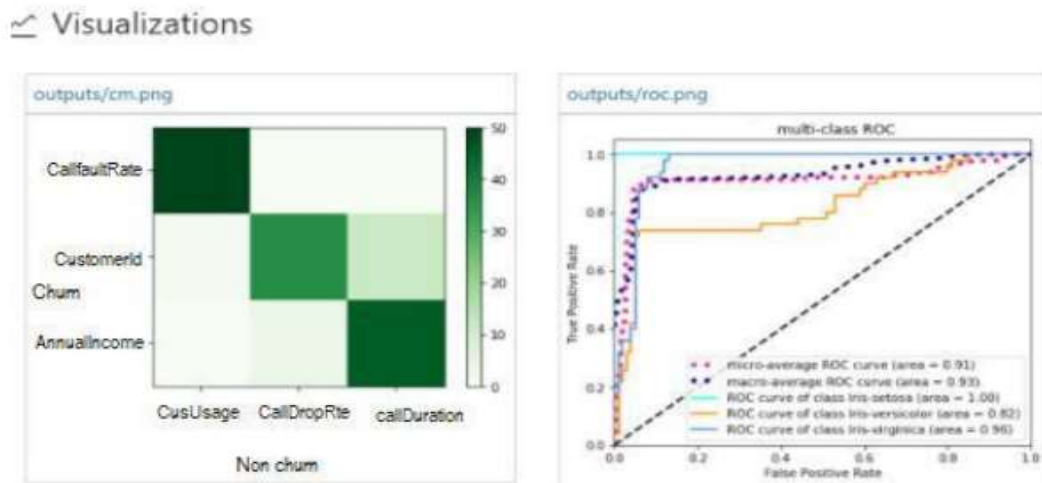 Visualizations
outputs/cm.png
CallfaultRate
CustomerId
Churn
AnnualIncome
50
40
30
20
10
0
CusUsage CallDropRte callDuration
Non churn
outputs/roc.png
multi-class ROC
1.0
0.8
0.6
0.4
0.2
0.0
True Positive Rate
micro-average ROC curve (area = 0.91)
macro-average ROC curve (area = 0.93)
ROC curve of class Iris-setosa (area = 1.00)
ROC curve of class Iris-versicolor (area = 0.82)
ROC curve of class Iris-virginica (area = 0.96)
0.0 0.2 0.4 0.6 0.8 1.0
False Positive Rate